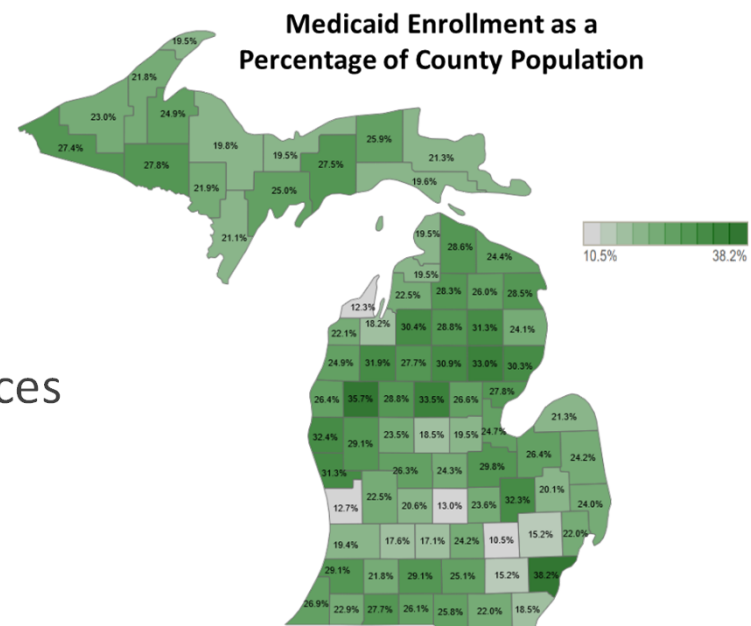 Medicaid Enrollment as a
Percentage of County Population
19.5%
21.8%
23.0% 24.9%
27.4% 27.8% 19.8% 19.5% 27.5% 25.9% 21.3%
21.9% 25.0% 19.6%
21.1%
10.5% 38.2%
19.5% 28.6% 24.4%
19.5%
22.5% 28.3% 26.0% 28.5%
12.3%
22.1% 18.2% 30.4% 28.8% 31.3% 24.1%
24.9% 31.9% 27.7% 30.9% 33.0% 30.3%
ces
26.4% 35.7% 28.8% 33.5% 26.6% 27.8%
21.3%
32.4% 29.1% 23.5% 18.5% 19.5% 24.7%
26.4% 24.2%
31.3% 26.3% 24.3% 29.8%
12.7% 22.5% 20.6% 13.0% 23.6% 32.3% 20.1% 24.0%
19.4% 17.6% 17.1% 24.2% 10.5% 15.2% 22.0%
29.1% 21.8% 29.1% 25.1% 15.2% 38.2%
26.9% 22.9% 27.7% 26.1% 25.8% 22.0% 18.5%